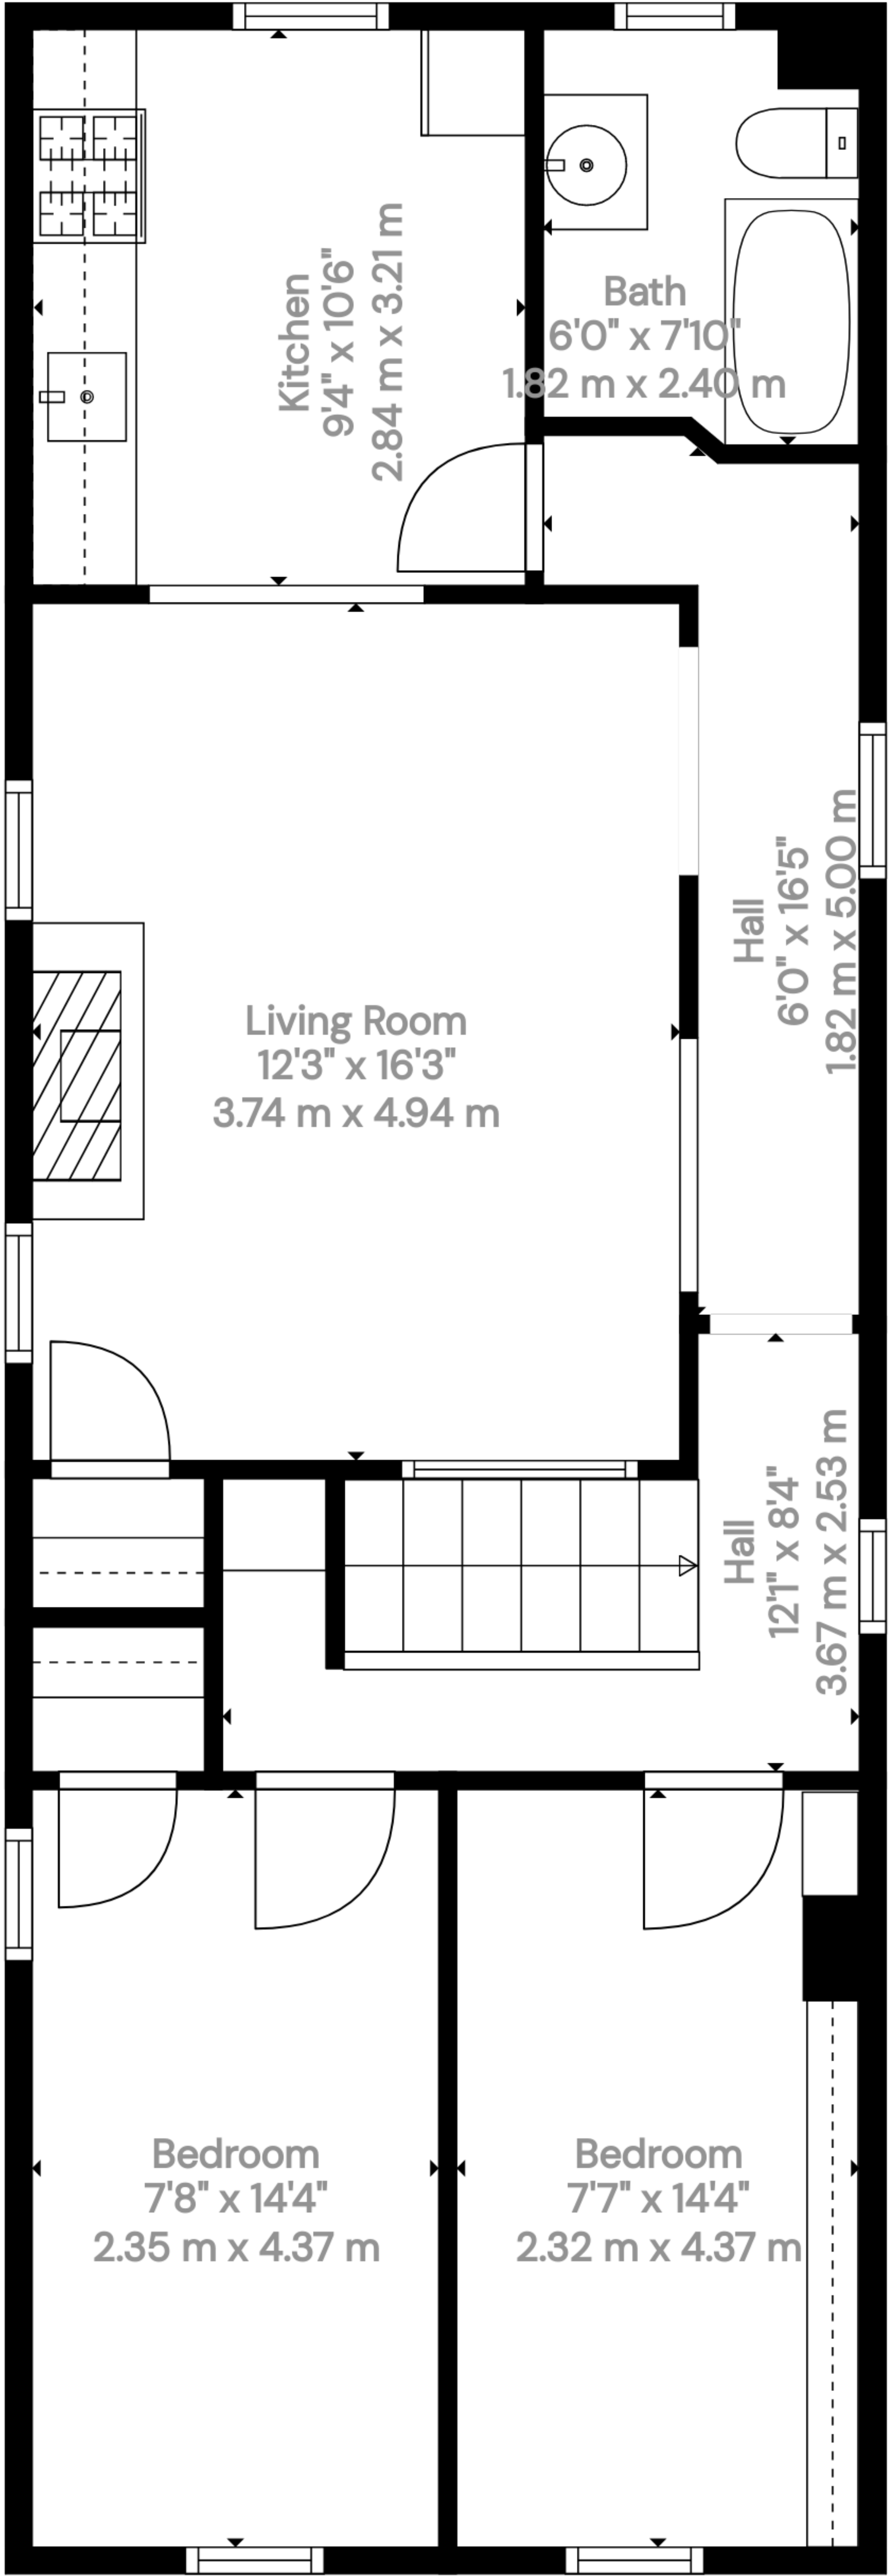 Kitchen
9'4" x 10'6"
2.84 m x 3.21 m
Bath
6'0" x 7'10"
1.82 m x 2.40 m
Hall
6'0" x 16'5"
1.82 m x 5.00 m
Living Room
12'3" x 16'3"
3.74 m x 4.94 m
Hall
12'1" x 8'4"
3.67 m x 2.53 m
Bedroom
7'8" x 14'4"
2.35 m x 4.37 m
Bedroom
7'7" x 14'4"
2.32 m x 4.37 m